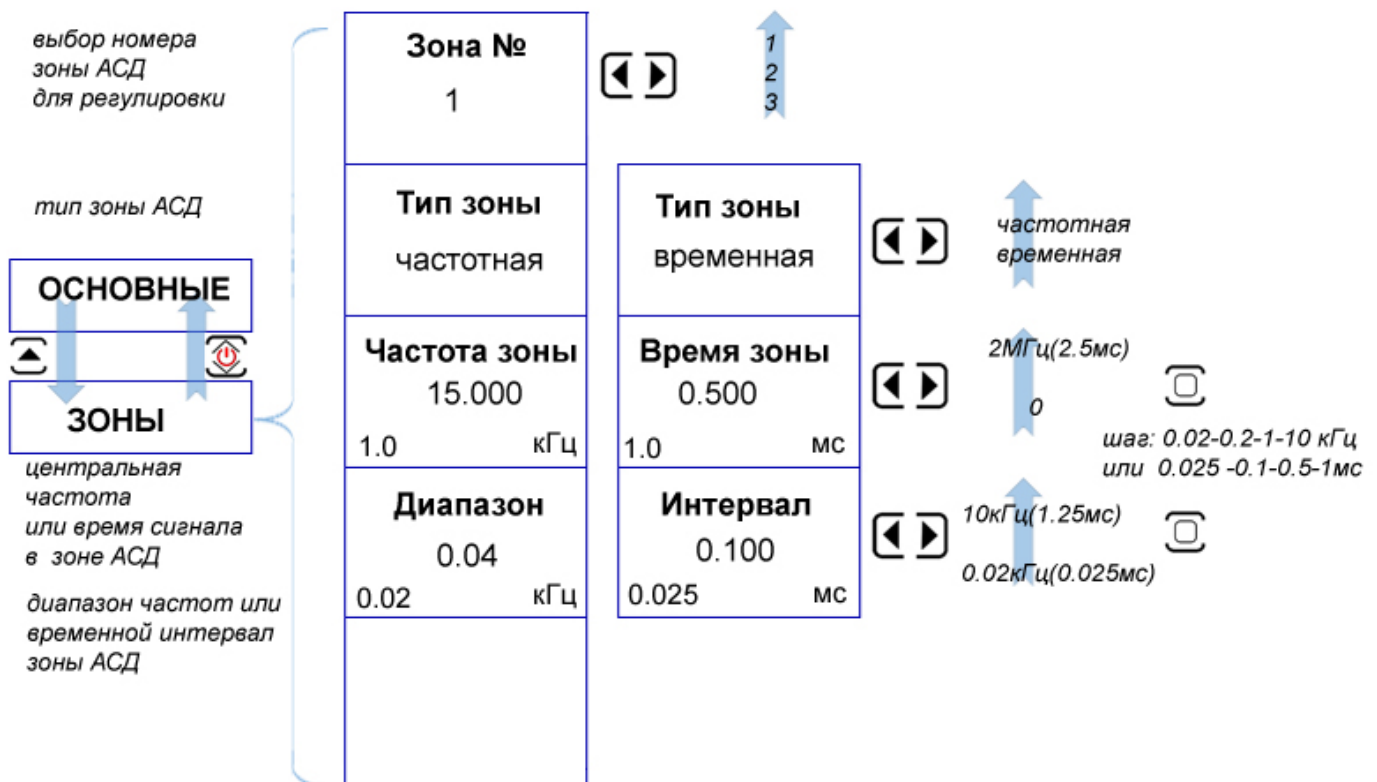 выбор номера
зоны АСД
для регулировки
Зона №
1
1
2
3
тип зоны АСД
Тип зоны
частотная
Тип зоны
временная
частотная
временная
ОСНОВНЫЕ
ЗОНЫ
Частота зоны
15.000
1.0 кГц
Время зоны
0.500
1.0 мс
2МГц(2.5мс)
0
шаг: 0.02-0.2-1-10 кГц
или 0.025 -0.1-0.5-1мс
центральная
частота
или время сигнала
в зоне АСД
Диапазон
0.04
0.02 кГц
Интервал
0.100
0.025 мс
10кГц(1.25мс)
0.02кГц(0.025мс)
диапазон частот или
временной интервал
зоны АСД